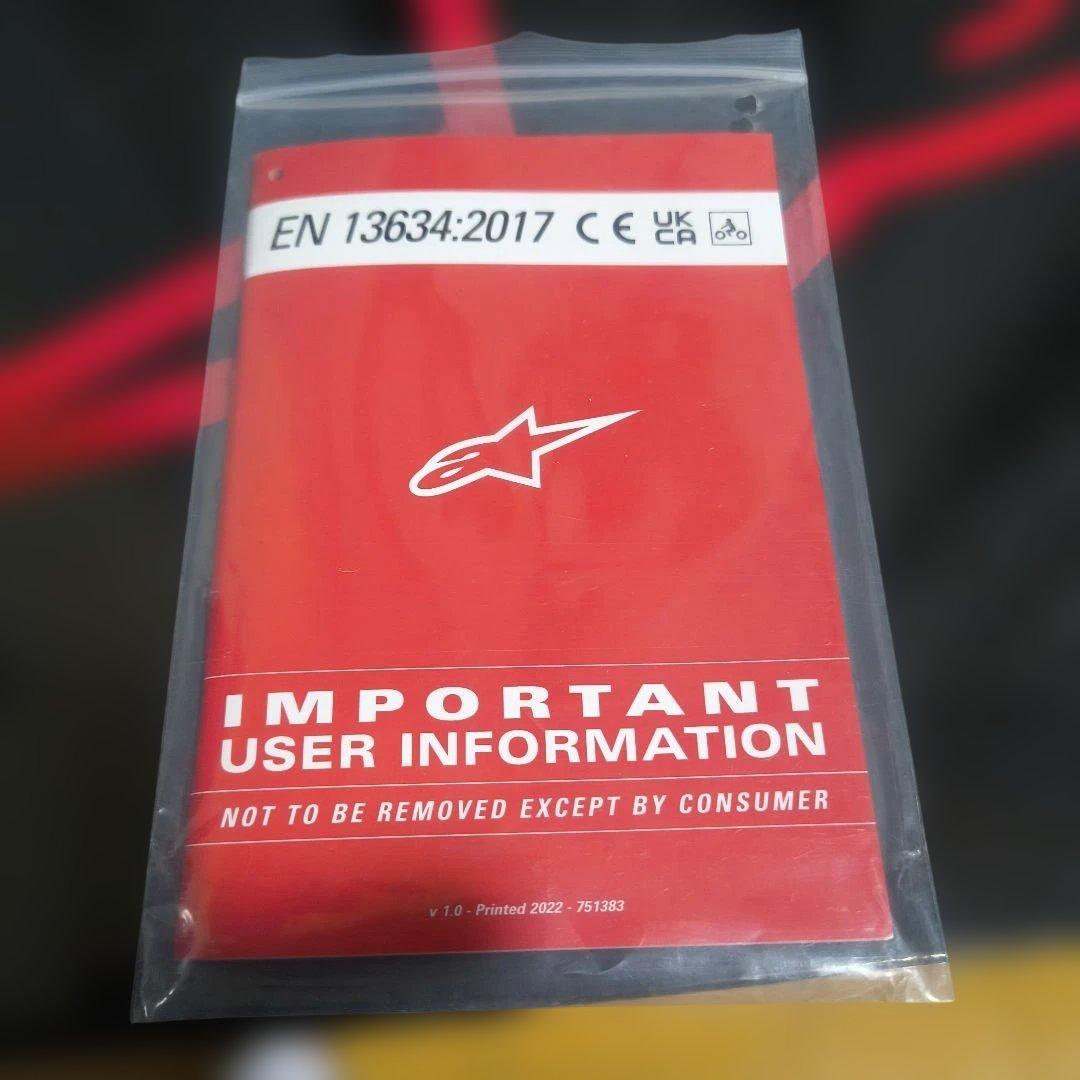 EN 13634:2017 CE UK CA
IMPORTANT
USER INFORMATION
NOT TO BE REMOVED EXCEPT BY CONSUMER
v 1.0 - Printed 2022 - 751383